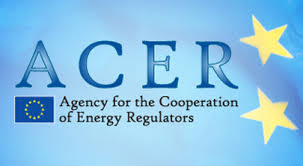 ACER
Agency for the Cooperation
of Energy Regulators